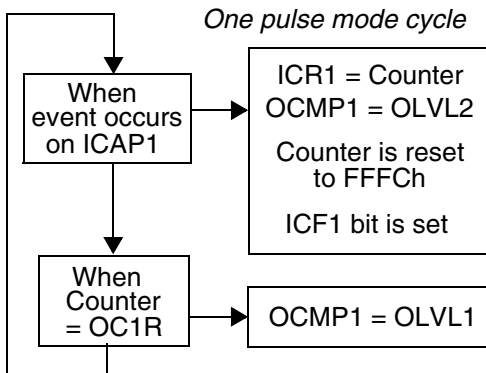 One pulse mode cycle
When
event occurs
on ICAP1
ICR1 = Counter
OCMP1 = OLVL2
Counter is reset
to FFFCh
ICF1 bit is set
When
Counter
= OC1R
OCMP1 = OLVL1